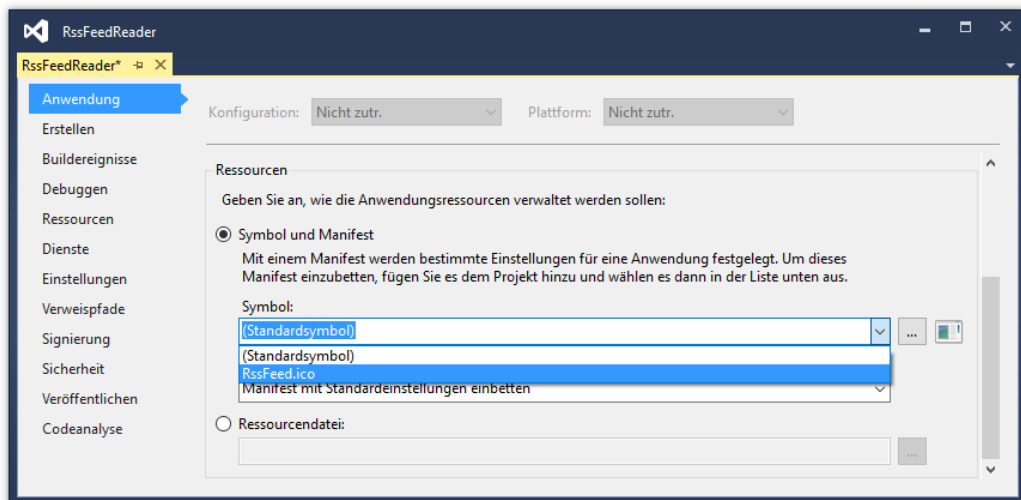 RssFeedReader
RssFeedReader*
Anwendung
Erstellen
Buildereignisse
Debuggen
Ressourcen
Dienste
Einstellungen
Verweispfade
Signierung
Sicherheit
Veröffentlichen
Codeanalyse
Konfiguration: Nicht zutr. Plattform: Nicht zutr.
Ressourcen
Geben Sie an, wie die Anwendungsressourcen verwaltet werden sollen:
Symbol und Manifest
Mit einem Manifest werden bestimmte Einstellungen für eine Anwendung festgelegt. Um dieses
Manifest einzubetten, fügen Sie es dem Projekt hinzu und wählen es dann in der Liste unten aus.
Symbol:
(Standardsymbol) ...
(Standardsymbol)
RssFeed.ico
Manifest mit Standardeinstellungen einbetten
Ressourcendatei:
...